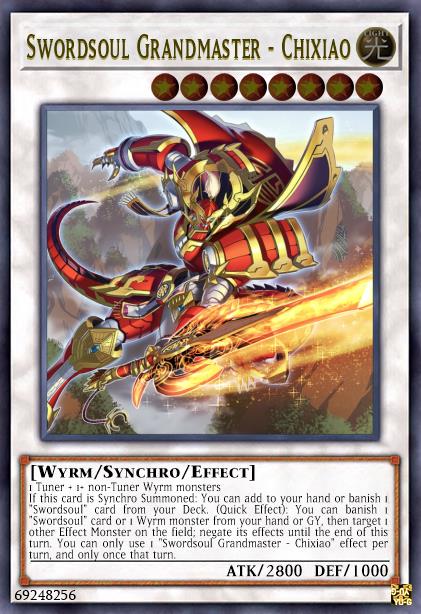 Swordsoul Grandmaster - Chixiao
LIGHT
光
[Wyrm/Synchro/Effect]
1 Tuner + 1+ non-Tuner Wyrm monsters
If this card is Synchro Summoned: You can add to your hand or banish 1
"Swordsoul" card from your Deck. (Quick Effect): You can banish 1
"Swordsoul" card or 1 Wyrm monster from your hand or GY, then target 1
other Effect Monster on the field; negate its effects until the end of this
turn. You can only use 1 "Swordsoul Grandmaster - Chixiao" effect per
turn, and only once that turn.
ATK/2800 DEF/1000
69248256